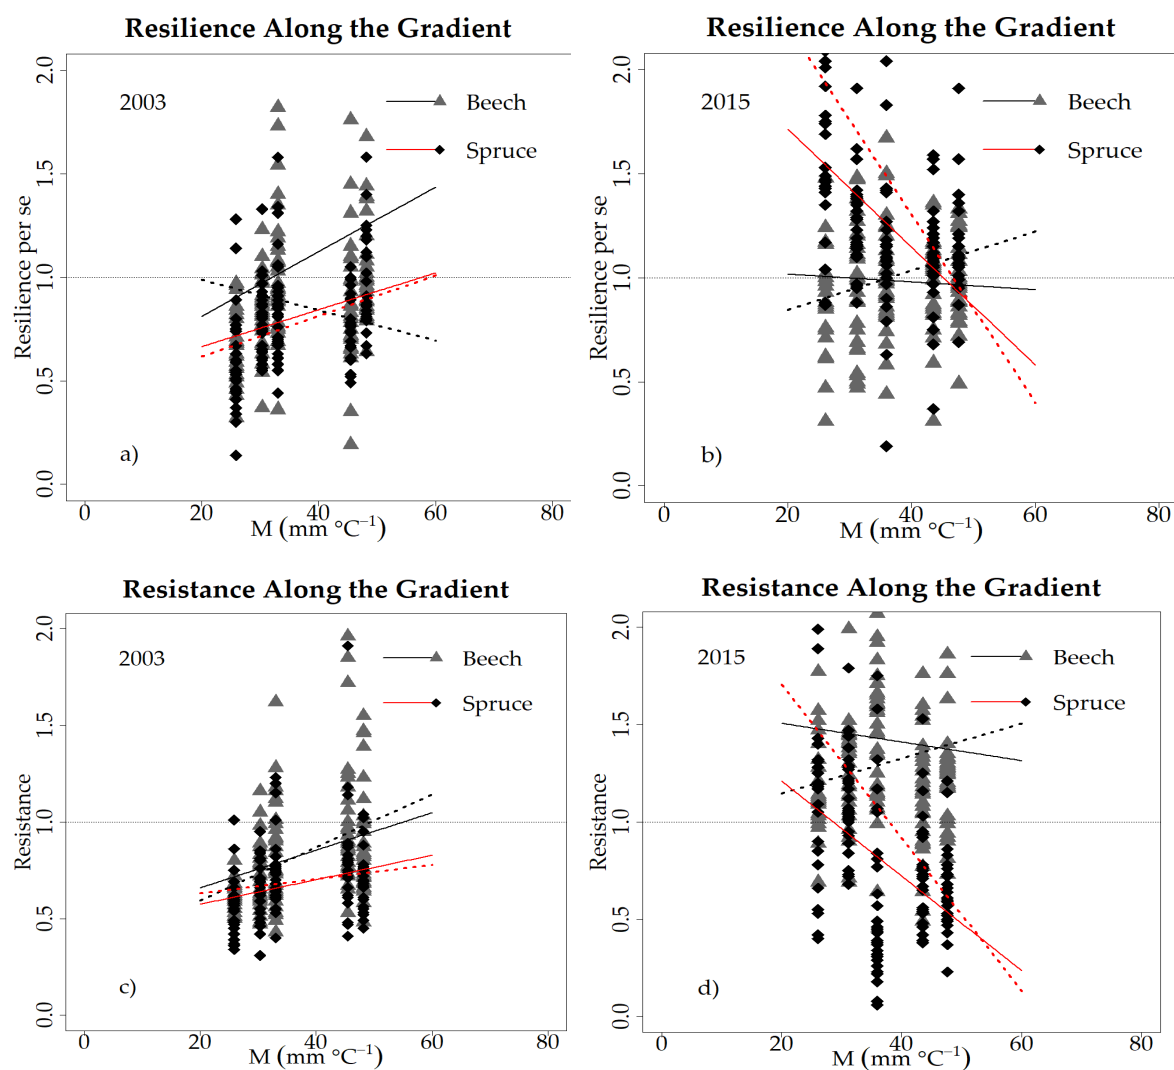 Resilience Along the Gradient
2003
Beech
Spruce
a)
Resilience per se
0.0 0.5 1.0 1.5 2.0
0 20 40 60 80
M (mm °C⁻¹)
Resilience Along the Gradient
2015
Beech
Spruce
b)
Resilience per se
0.0 0.5 1.0 1.5 2.0
0 20 40 60 80
M (mm °C⁻¹)
Resistance Along the Gradient
2003
Beech
Spruce
c)
Resistance
0.0 0.5 1.0 1.5 2.0
0 20 40 60 80
M (mm °C⁻¹)
Resistance Along the Gradient
2015
Beech
Spruce
d)
Resistance
0.0 0.5 1.0 1.5 2.0
0 20 40 60 80
M (mm °C⁻¹)